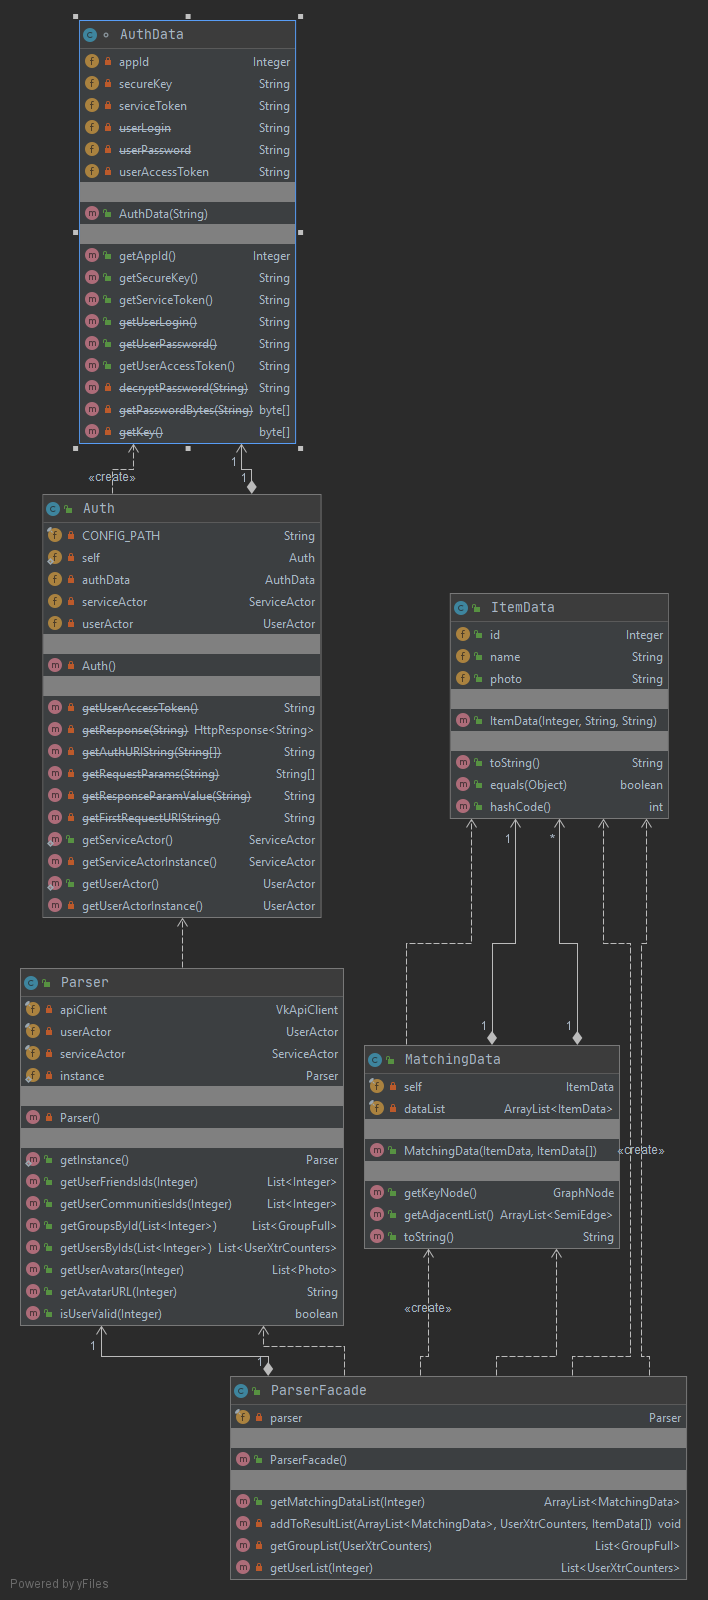 AuthData
appId Integer
secureKey String
serviceToken String
userLogin String
userPassword String
userAccessToken String
AuthData(String)
getAppId() Integer
getSecureKey() String
getServiceToken() String
getUserLogin() String
getUserPassword() String
getUserAccessToken() String
decryptPassword(String) String
getPasswordBytes(String) byte[]
getKey() byte[]
1
«create» 1
Auth
CONFIG_PATH String
self Auth
authData AuthData
serviceActor ServiceActor
userActor UserActor
Auth()
getUserAccessToken() String
getResponse(String) HttpResponse<String>
getAuthURIString(String[]) String
getRequestParams(String) String[]
getResponseParamValue(String) String
getFirstRequestURIString() String
getServiceActor() ServiceActor
getServiceActorInstance() ServiceActor
getUserActor() UserActor
getUserActorInstance() UserActor
ItemData
id Integer
name String
photo String
ItemData(Integer, String, String)
toString() String
equals(Object) boolean
hashCode() int
1 *
1 1
Parser
apiClient VkApiClient
userActor UserActor
serviceActor ServiceActor
instance Parser
Parser()
getInstance() Parser
getUserFriendsIds(Integer) List<Integer>
getUserCommunitiesIds(Integer) List<Integer>
getGroupsById(List<Integer>) List<GroupFull>
getUsersByIds(List<Integer>) List<UserXtrCounters>
getUserAvatars(Integer) List<Photo>
getAvatarURL(Integer) String
isUserValid(Integer) boolean
MatchingData
self ItemData
dataList ArrayList<ItemData>
MatchingData(ItemData, ItemData[])
«create»
getKeyNode() GraphNode
getAdjacentList() ArrayList<SemiEdge>
toString() String
«create»
1
1
ParserFacade
parser Parser
ParserFacade()
getMatchingDataList(Integer) ArrayList<MatchingData>
addToResultList(ArrayList<MatchingData>, UserXtrCounters, ItemData[]) void
getGroupList(UserXtrCounters) List<GroupFull>
getUserList(Integer) List<UserXtrCounters>
Powered by yFiles